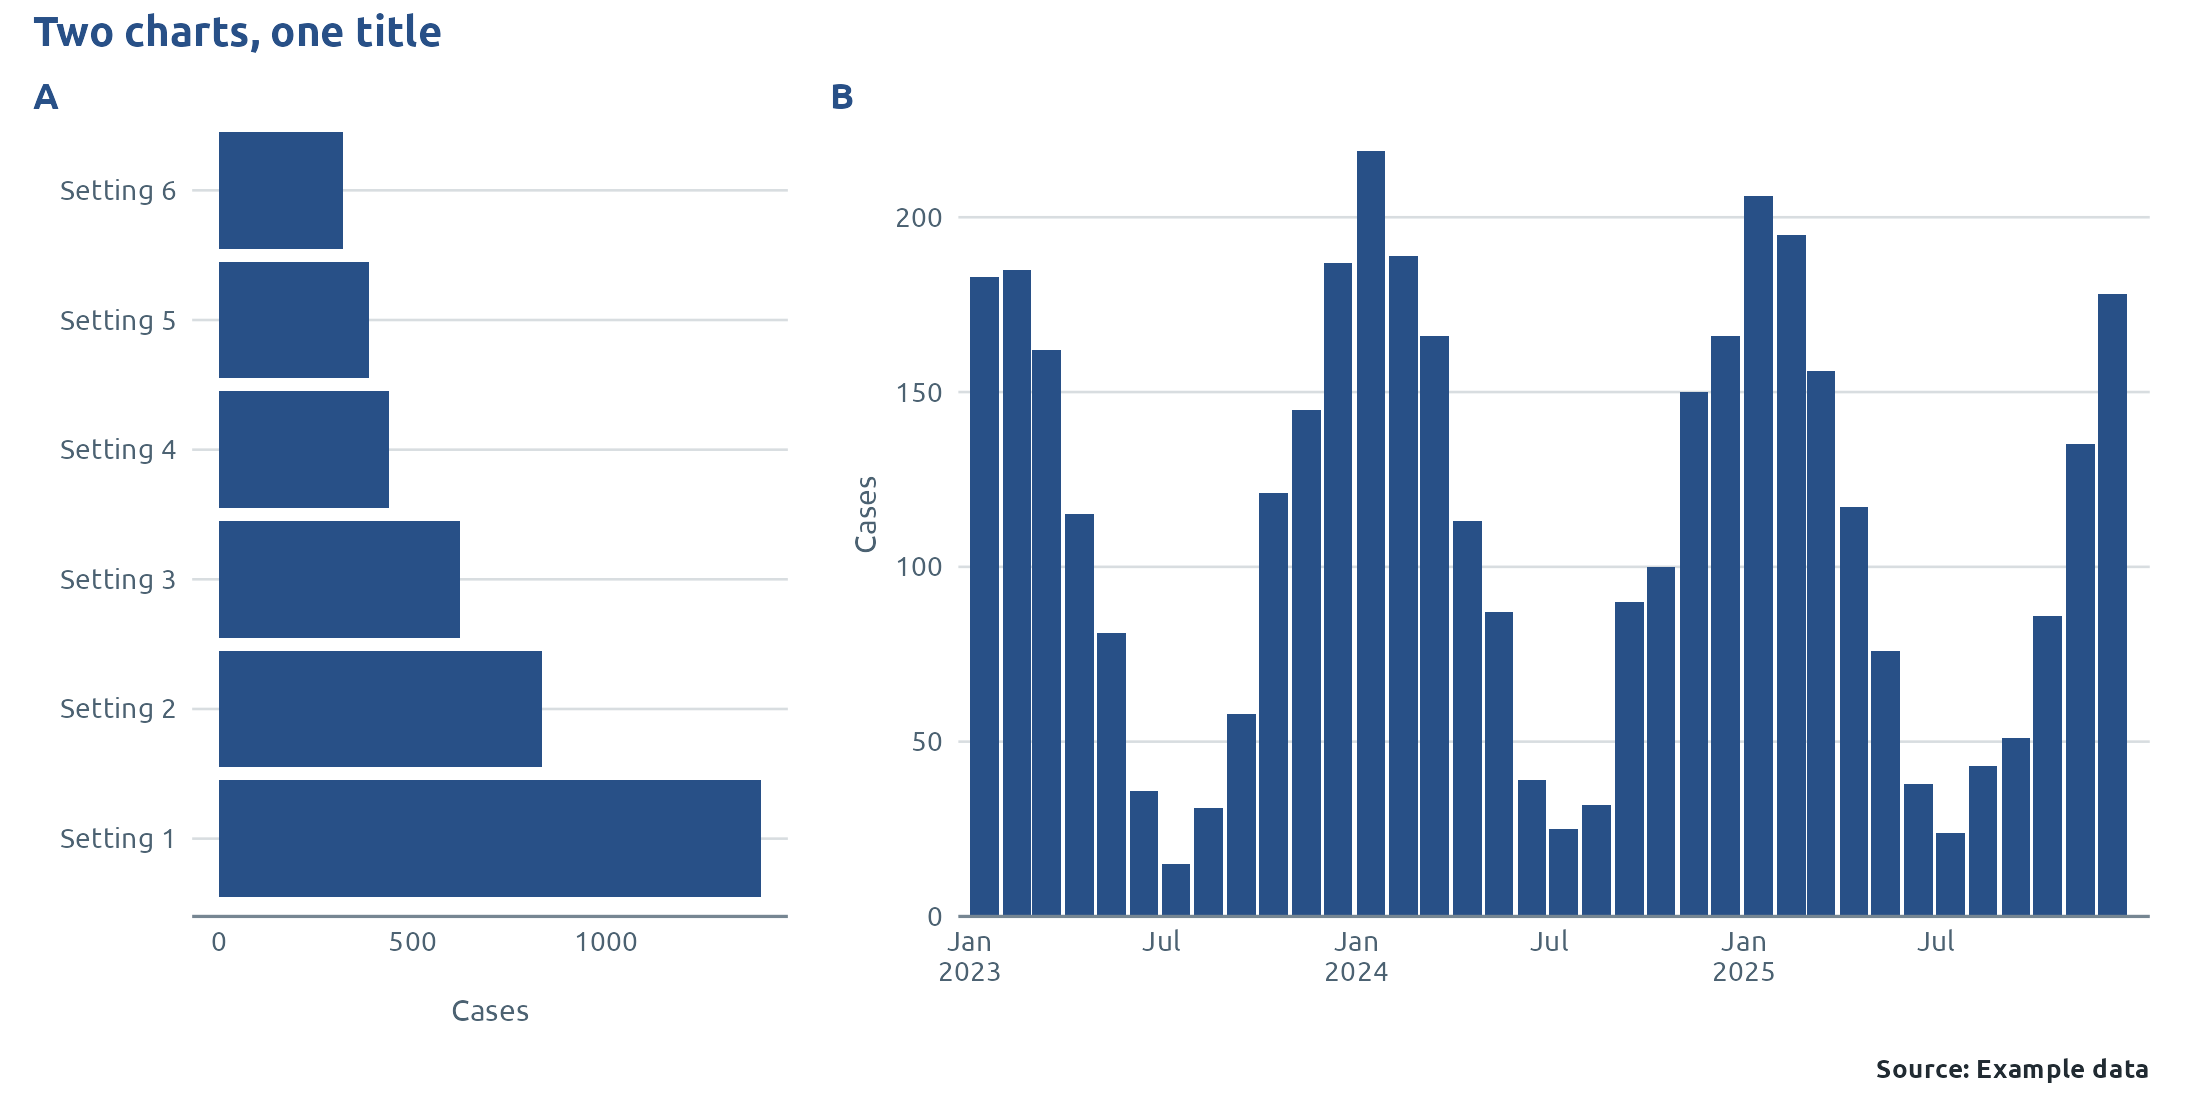 Two charts, one title
A
Setting 6
Setting 5
Setting 4
Setting 3
Setting 2
Setting 1
0 500 1000
Cases
B
Cases
200
150
100
50
0
Jan Jul Jan Jul Jan Jul
2023 2024 2025
Source: Example data